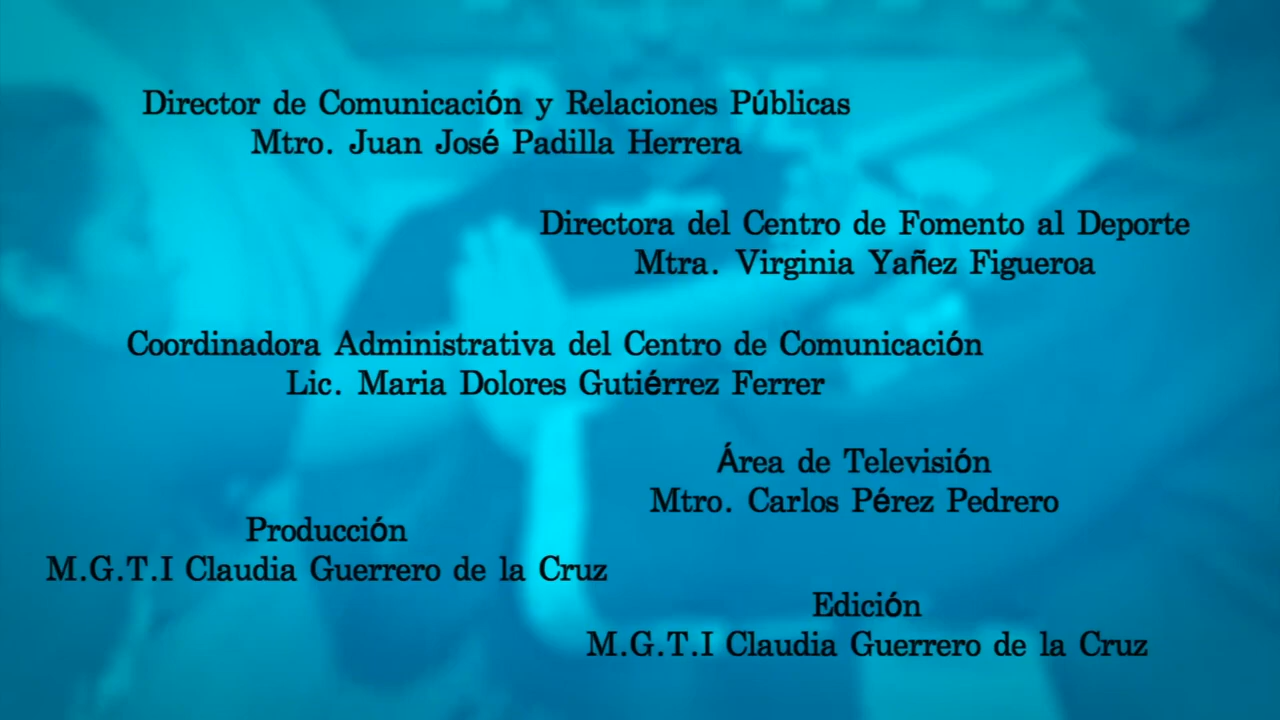 Director de Comunicación y Relaciones Públicas
Mtro. Juan José Padilla Herrera
Directora del Centro de Fomento al Deporte
Mtra. Virginia Yañez Figueroa
Coordinadora Administrativa del Centro de Comunicación
Lic. Maria Dolores Gutiérrez Ferrer
Área de Televisión
Mtro. Carlos Pérez Pedrero
Producción
M.G.T.I Claudia Guerrero de la Cruz
Edición
M.G.T.I Claudia Guerrero de la Cruz